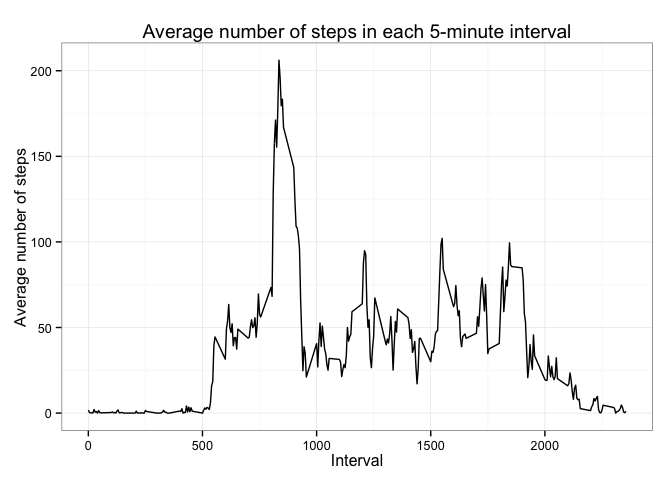 Average number of steps in each 5-minute interval
200
150
100
50
0
Average number of steps
0 500 1000 1500 2000
Interval